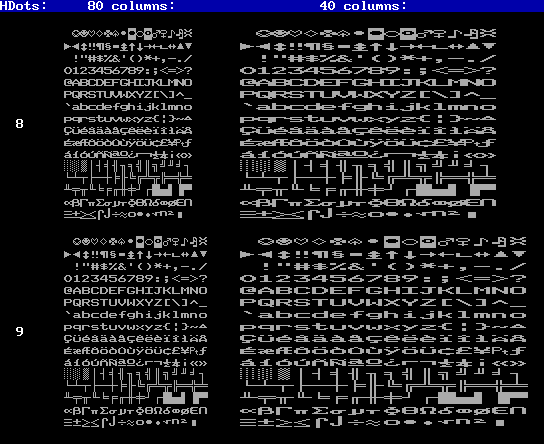 HDots: 80 columns: 40 columns:
☺☻♥♦♣♠•◘○◙♂♀♪♫☼ ☺☻♥♦♣♠•◘○◙♂♀♪♫☼
►◄↕‼¶§▬↨↑↓→←∟↔▲▼ ►◄↕‼¶§▬↨↑↓→←∟↔▲▼
!"#$%&'()*+,-./ !"#$%&'()*+,-./
0123456789:;<=>? 0123456789:;<=>?
@ABCDEFGHIJKLMNO @ABCDEFGHIJKLMNO
PQRSTUVWXYZ[\]^_ PQRSTUVWXYZ[\]^_
`abcdefghijklmno `abcdefghijklmno
8
pqrstuvwxyz{¦}~⌂ pqrstuvwxyz{¦}~⌂
ÇüéâäàåçêëèïîìÄÅ ÇüéâäàåçêëèïîìÄÅ
ÉæÆôöòûùÿÖÜ¢£¥₧ƒ ÉæÆôöòûùÿÖÜ¢£¥₧ƒ
áíóúñÑªº¿⌐¬½¼¡«» áíóúñÑªº¿⌐¬½¼¡«»
░▒▓│┤╡╢╖╕╣║╗╝╜╛┐ ░▒▓│┤╡╢╖╕╣║╗╝╜╛┐
└┴┬├─┼╞╟╚╔╩╦╠═╬╧ └┴┬├─┼╞╟╚╔╩╦╠═╬╧
╨╤╥╙╘╒╓╫╪┘┌█▄▌▐▀ ╨╤╥╙╘╒╓╫╪┘┌█▄▌▐▀
αßΓπΣσµτΦΘΩδ∞φε∩ αßΓπΣσµτΦΘΩδ∞φε∩
≡±≥≤⌠⌡÷≈°∙·√ⁿ²■ ≡±≥≤⌠⌡÷≈°∙·√ⁿ²■
☺☻♥♦♣♠•◘○◙♂♀♪♫☼ ☺☻♥♦♣♠•◘○◙♂♀♪♫☼
►◄↕‼¶§▬↨↑↓→←∟↔▲▼ ►◄↕‼¶§▬↨↑↓→←∟↔▲▼
!"#$%&'()*+,-./ !"#$%&'()*+,-./
0123456789:;<=>? 0123456789:;<=>?
@ABCDEFGHIJKLMNO @ABCDEFGHIJKLMNO
PQRSTUVWXYZ[\]^_ PQRSTUVWXYZ[\]^_
`abcdefghijklmno `abcdefghijklmno
9
pqrstuvwxyz{¦}~⌂ pqrstuvwxyz{¦}~⌂
ÇüéâäàåçêëèïîìÄÅ ÇüéâäàåçêëèïîìÄÅ
ÉæÆôöòûùÿÖÜ¢£¥₧ƒ ÉæÆôöòûùÿÖÜ¢£¥₧ƒ
áíóúñÑªº¿⌐¬½¼¡«» áíóúñÑªº¿⌐¬½¼¡«»
░▒▓│┤╡╢╖╕╣║╗╝╜╛┐ ░▒▓│┤╡╢╖╕╣║╗╝╜╛┐
└┴┬├─┼╞╟╚╔╩╦╠═╬╧ └┴┬├─┼╞╟╚╔╩╦╠═╬╧
╨╤╥╙╘╒╓╫╪┘┌█▄▌▐▀ ╨╤╥╙╘╒╓╫╪┘┌█▄▌▐▀
αßΓπΣσµτΦΘΩδ∞φε∩ αßΓπΣσµτΦΘΩδ∞φε∩
≡±≥≤⌠⌡÷≈°∙·√ⁿ²■ ≡±≥≤⌠⌡÷≈°∙·√ⁿ²■